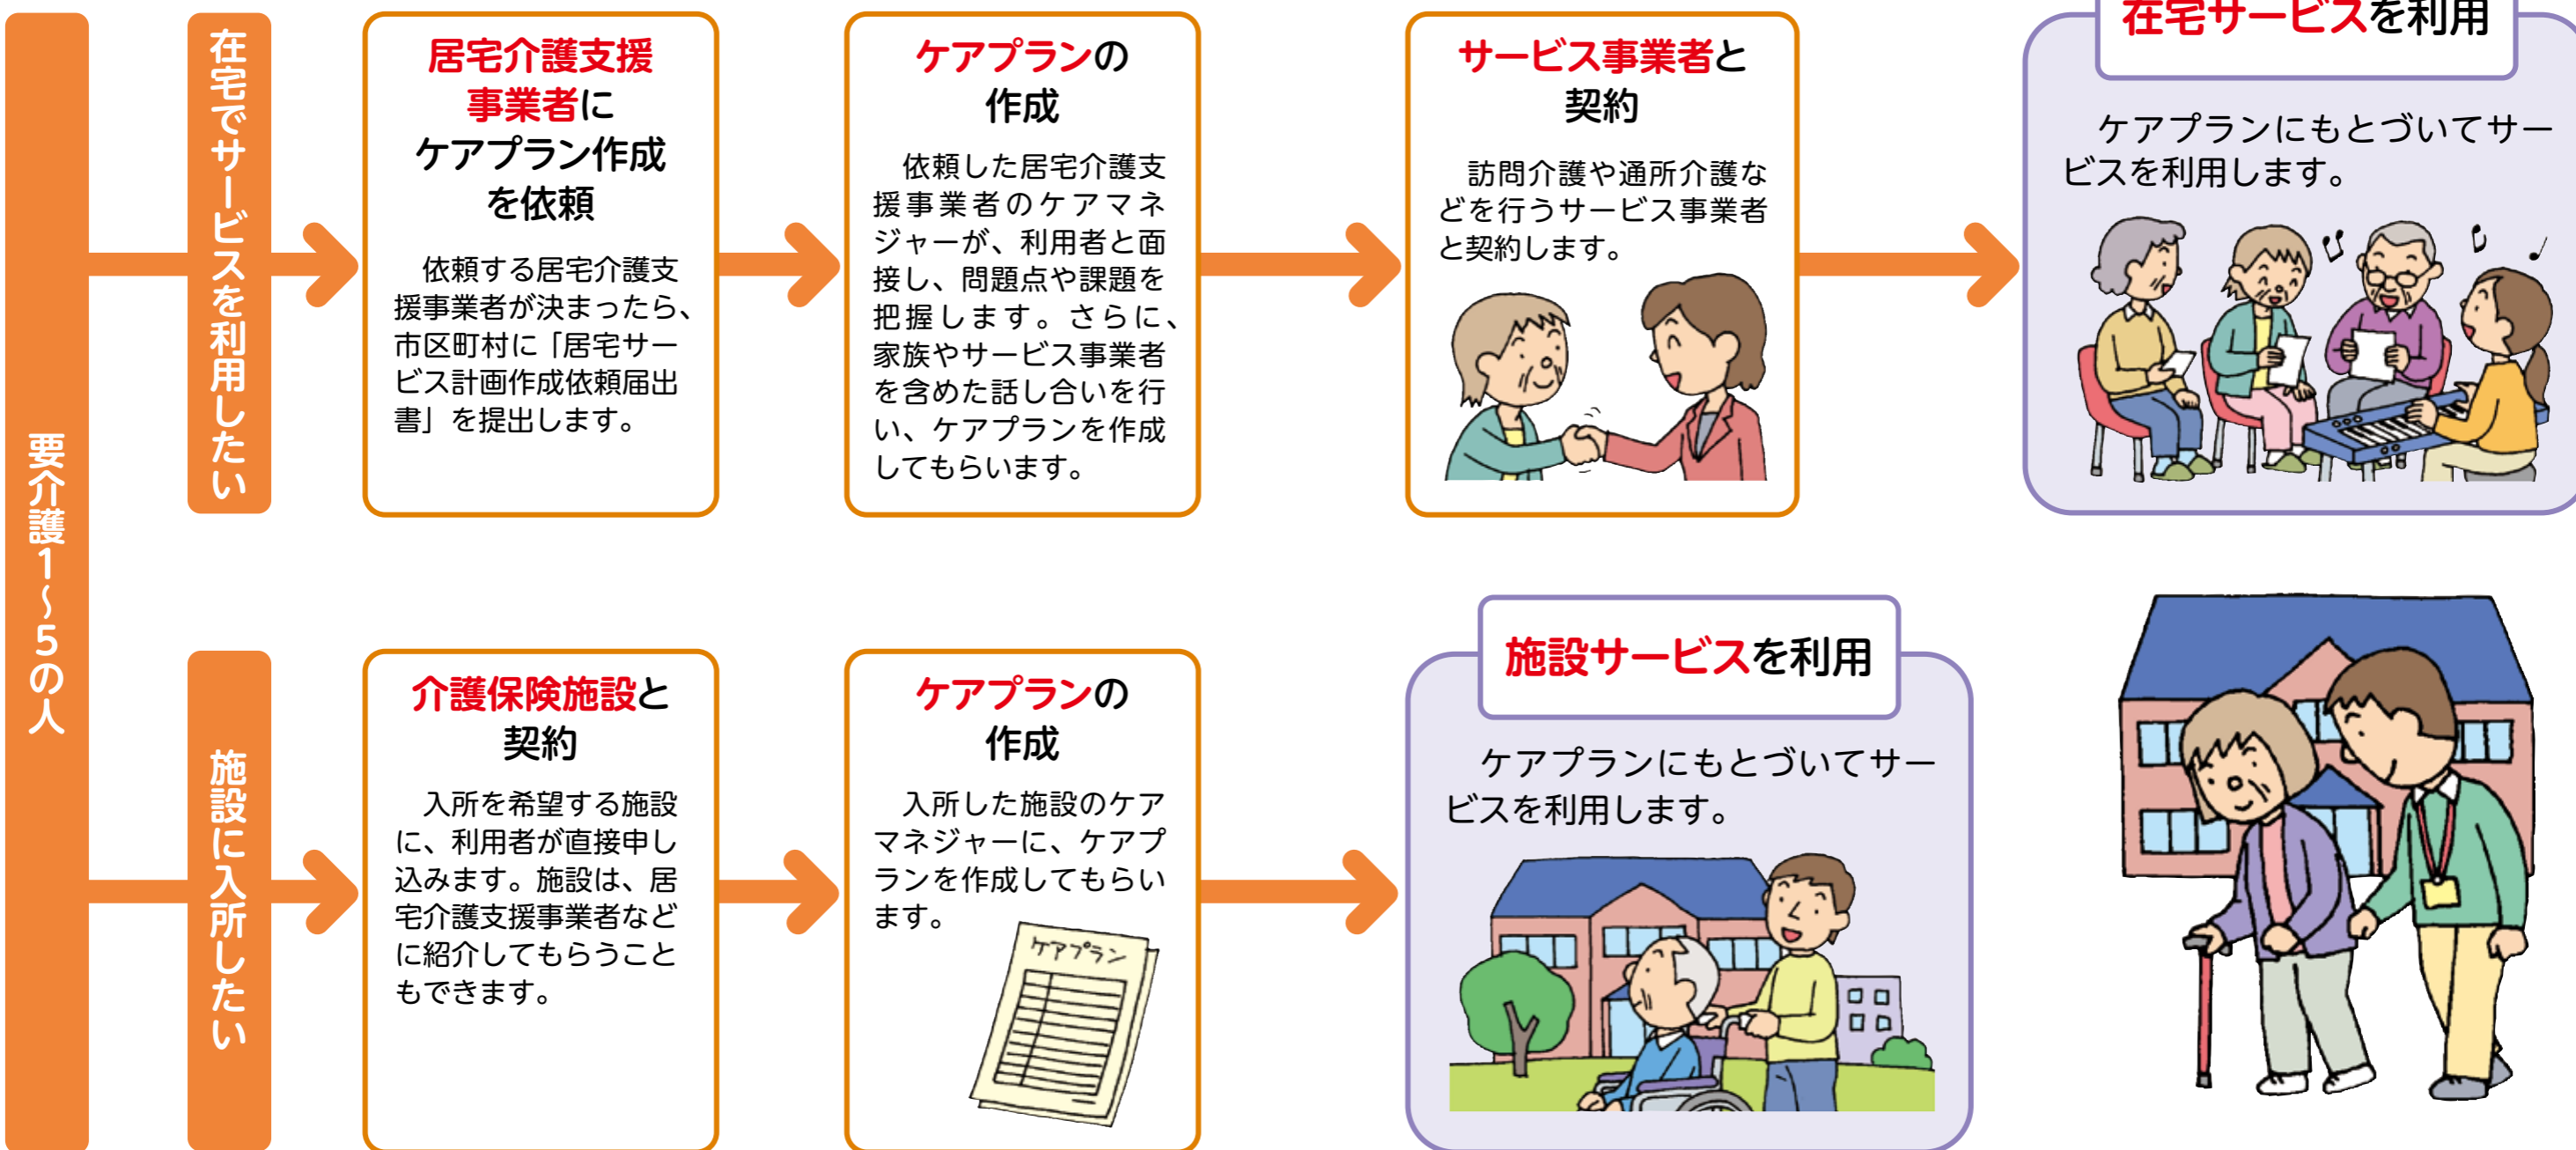 要介護1~5の人
在宅でサービスを利用したい
居宅介護支援
事業者に
ケアプラン作成
を依頼
依頼する居宅介護支
援事業者が決まったら、
市区町村に「居宅サー
ビス計画作成依頼届出
書」を提出します。
ケアプランの
作成
依頼した居宅介護支
援事業者のケアマネ
ジャーが、利用者と面
接し、問題点や課題を
把握します。さらに、
家族やサービス事業者
を含めた話し合いを行
い、ケアプランを作成
してもらいます。
サービス事業者と
契約
訪問介護や通所介護な
どを行うサービス事業者
と契約します。
在宅サービスを利用
ケアプランにもとづいてサー
ビスを利用します。
施設に入所したい
介護保険施設と
契約
入所を希望する施設
に、利用者が直接申し
込みます。施設は、居
宅介護支援事業者など
に紹介してもらうこと
もできます。
ケアプランの
作成
入所した施設のケア
マネジャーに、ケアプ
ランを作成してもらい
ます。
ケアプラン
施設サービスを利用
ケアプランにもとづいてサー
ビスを利用します。